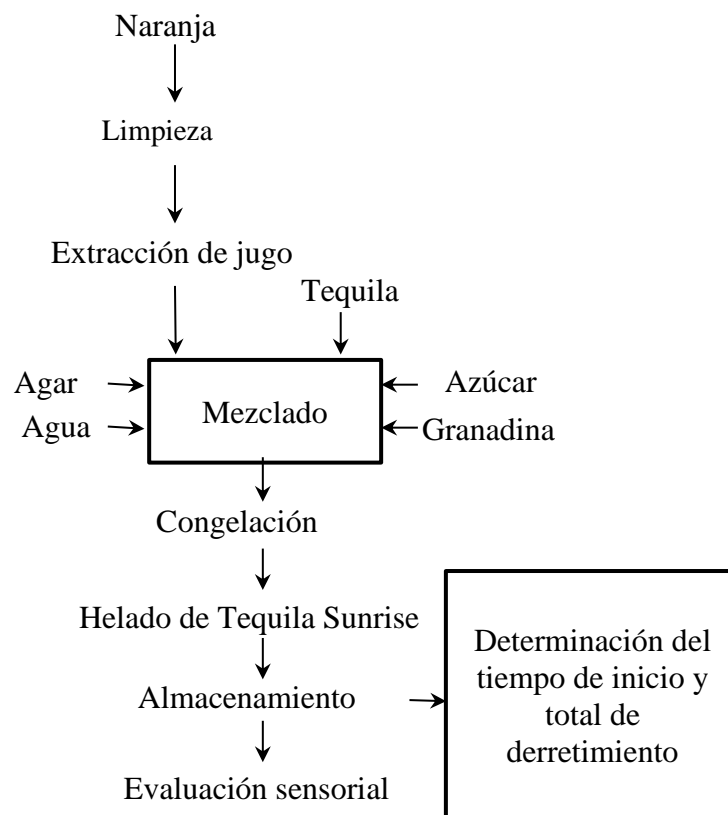 Naranja
Limpieza
Extracción de jugo
Tequila
Agar
Azúcar
Mezclado
Agua
Granadina
Congelación
Helado de Tequila Sunrise
Almacenamiento
Determinación del
tiempo de inicio y
total de
derretimiento
Evaluación sensorial